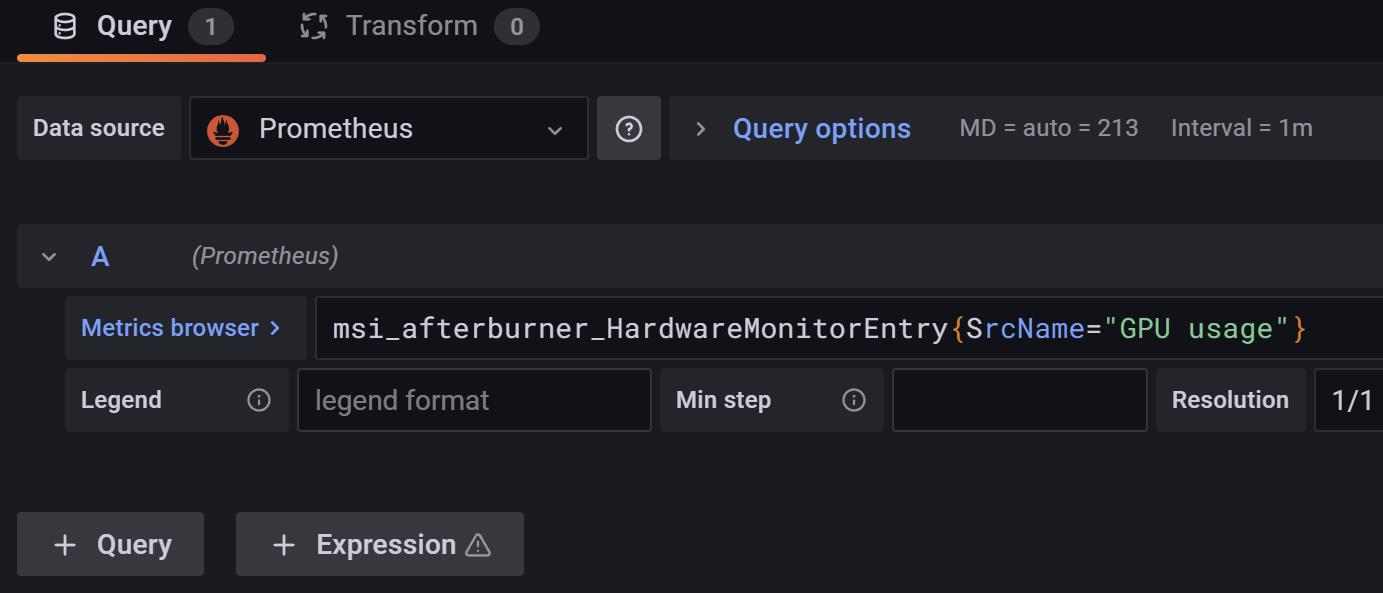 Query 1 Transform 0
Data source Prometheus ? > Query options MD = auto = 213 Interval = 1m
A (Prometheus)
Metrics browser > msi_afterburner_HardwareMonitorEntry{SrcName="GPU usage"}
Legend legend format Min step Resolution 1/1
+ Query + Expression